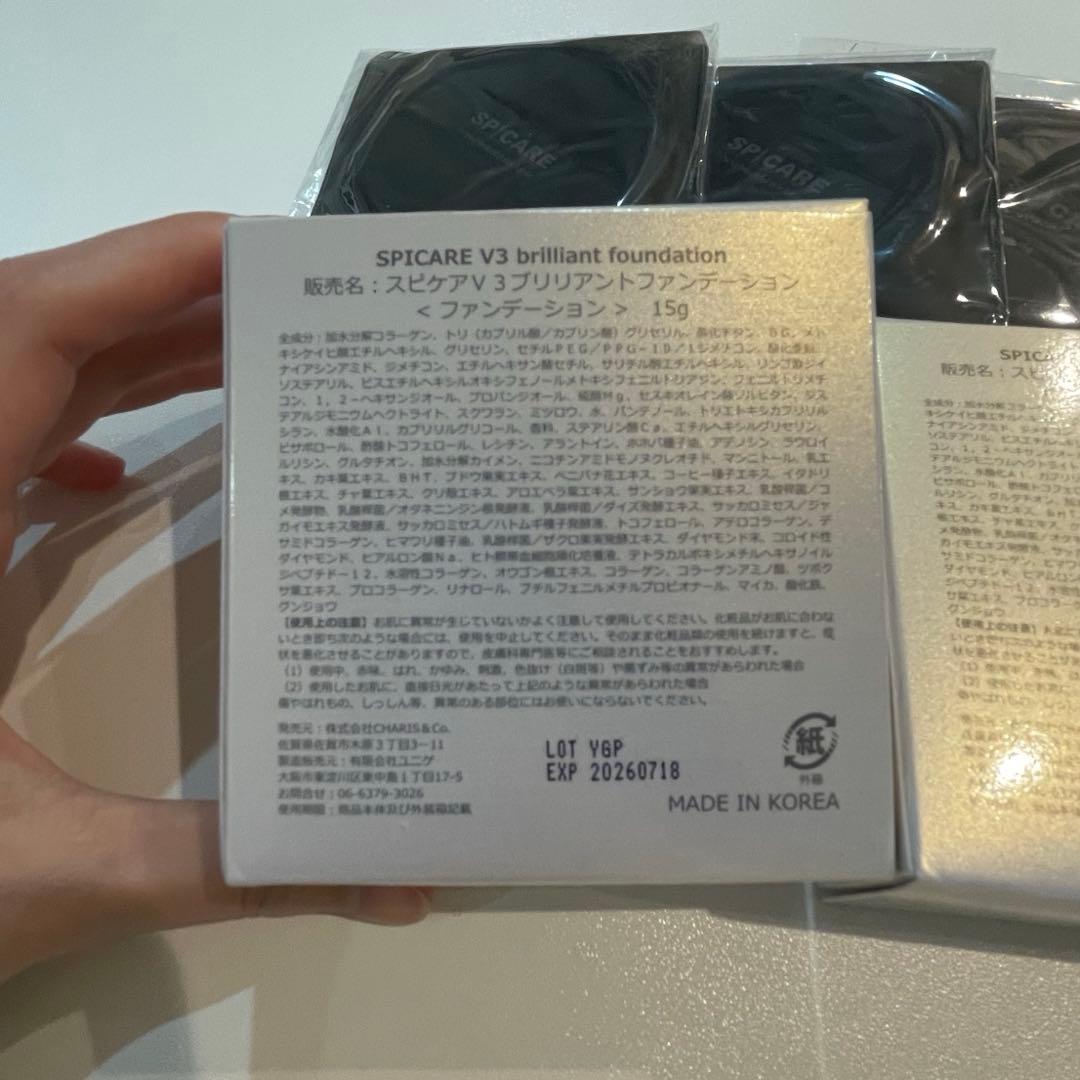 SPICARE
SPICARE
SPICARE V3 brilliant foundation
販売名：スピケアV３ブリリアントファンデーション
＜ファンデーション＞ 15g
全成分：加水分解コラーゲン、トリ（カプリル酸／カプリン酸）グリセリル、酸化チタン、BG、メト
キシケイヒ酸エチルヘキシル、グリセリン、セチルPEG／PPG－10／1ジメチコン、酸化亜鉛、
ナイアシンアミド、ジメチコン、エチルヘキサン酸セチル、サリチル酸エチルヘキシル、リンゴ酸ジイ
ソステアリル、ビスエチルヘキシルオキシフェノールメトキシフェニルトリアジン、フェニルトリメチ
コン、1，2－ヘキサンジオール、プロパンジオール、硫酸Mg、セスキオレイン酸ソルビタン、ジス
テアルジモニウムヘクトライト、スクワラン、ミツロウ、水、パンテノール、トリエトキシカプリリル
シラン、水酸化Al、カプリリルグリコール、香料、ステアリン酸Ca、エチルヘキシルグリセリン、
ビサボロール、酢酸トコフェロール、レシチン、アラントイン、ホホバ種子油、アデノシン、ラウロイ
ルリシン、グルタチオン、加水分解カイメン、ニコチンアミドモノヌクレオチド、マンニトール、乳エ
キス、カキ葉エキス、BHT、ブドウ果実エキス、ベニバナ花エキス、コーヒー種子エキス、イタドリ
根エキス、チャ葉エキス、クリ殻エキス、アロエベラ葉エキス、サンショウ果実エキス、乳酸桿菌／コ
メ発酵物、乳酸桿菌／オタネニンジン根発酵液、乳酸桿菌／ダイズ発酵エキス、サッカロミセス／ジャ
ガイモエキス発酵液、サッカロミセス／ハトムギ種子発酵液、トコフェロール、アテロコラーゲン、デ
サミドコラーゲン、ヒマワリ種子油、乳酸桿菌／ザクロ果実発酵エキス、ダイヤモンド末、コロイド性
ダイヤモンド、ヒアルロン酸Na、ヒト臍帯血細胞順化培養液、テトラカルボキシメチルヘキサノイル
ジペプチド－12、水溶性コラーゲン、オウゴン根エキス、コラーゲン、コラーゲンアミノ酸、ツボク
サ葉エキス、プロコラーゲン、リナロール、ブチルフェニルメチルプロピオナール、マイカ、酸化鉄、
グンジョウ
【使用上の注意】お肌に異常が生じていないかよく注意して使用してください。化粧品がお肌に合わな
いとき即ち次のような場合には、使用を中止してください。そのまま化粧品類の使用を続けますと、症
状を悪化させることがありますので、皮膚科専門医等にご相談されることをおすすめします。
（1）使用中、赤味、はれ、かゆみ、刺激、色抜け（白斑等）や黒ずみ等の異常があらわれた場合
（2）使用したお肌に、直接日光があたって上記のような異常があらわれた場合
傷やはれもの、しっしん等、異常のある部位にはお使いにならないでください。
発売元：株式会社CHARIS＆Co.
佐賀県佐賀市木原３丁目3－11
製造販売元：有限会社ユニゲ
大阪市東淀川区東中島１丁目17-5
お問合せ：06-6379-3026
使用期限：商品本体及び外装箱記載
LOT YGP
EXP 20260718
紙
外箱
MADE IN KOREA